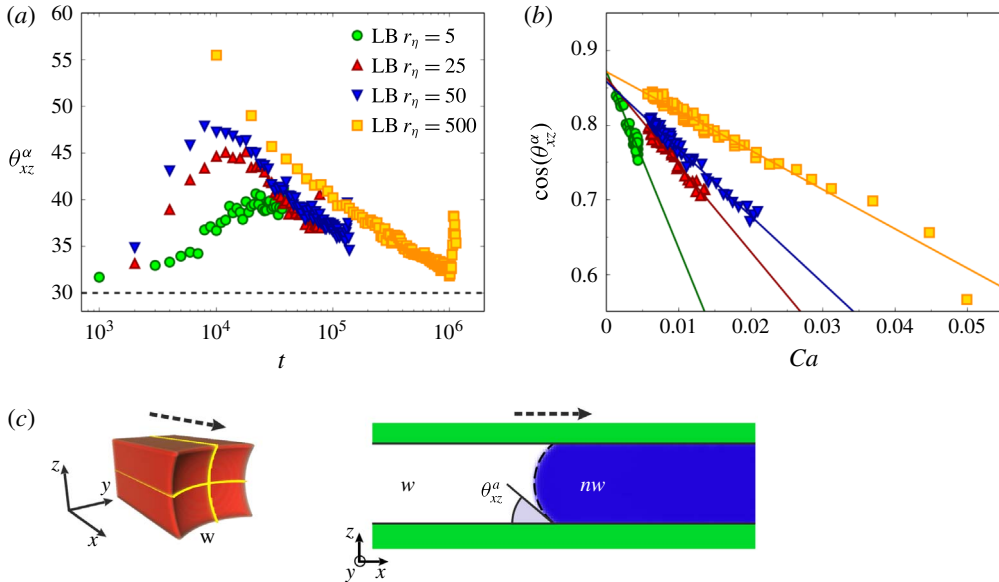 (a)
60
55
50
45
40
35
30
θ^α_xz
10^3
10^4
10^5
10^6
t
LB r_η = 5
LB r_η = 25
LB r_η = 50
LB r_η = 500
(b)
0.9
0.8
0.7
0.6
cos(θ^α_xz)
0
0.01
0.02
0.03
0.04
0.05
Ca
(c)
z
y
x
w
w
θ^a_xz
nw
z
y
x